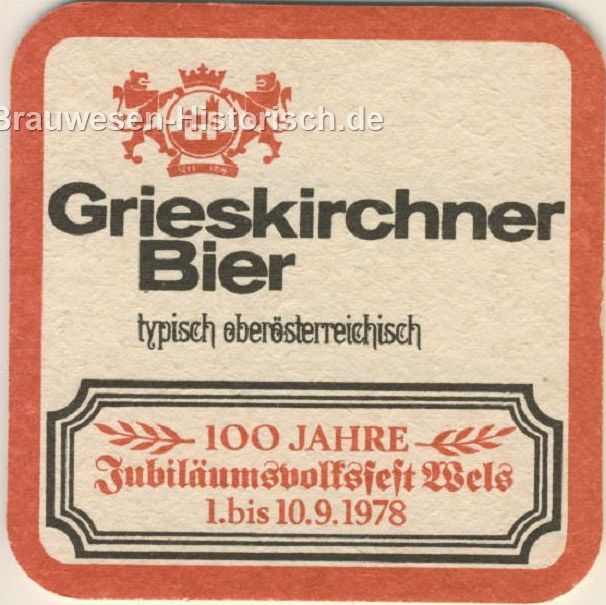 Brauwesen-Historisch.de
Grieskirchner
Bier
typisch oberösterreichisch
100 JAHRE
Jubiläumsvolksfest Wels
1. bis 10.9.1978